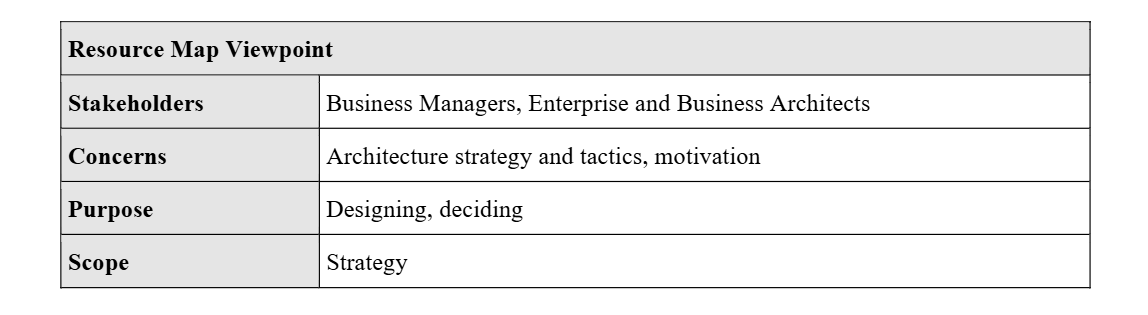 Resource Map Viewpoint
Stakeholders Business Managers, Enterprise and Business Architects
Concerns Architecture strategy and tactics, motivation
Purpose Designing, deciding
Scope Strategy